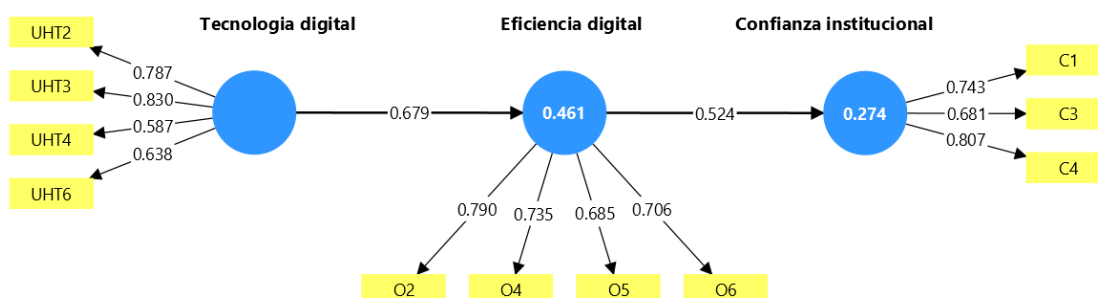 Tecnologia digital
Eficiencia digital
Confianza institucional
UHT2
UHT3
UHT4
UHT6
0.787
0.830
0.587
0.638
0.679
0.461
0.524
0.274
0.743
0.681
0.807
C1
C3
C4
0.790
0.735
0.685
0.706
O2
O4
O5
O6